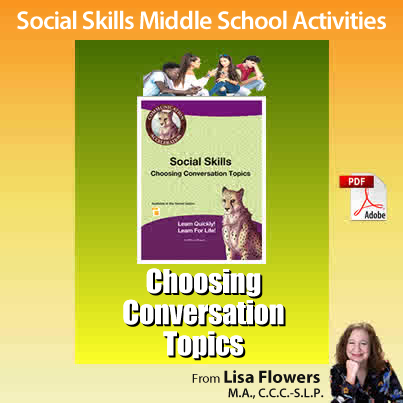 Social Skills Middle School Activities
COMMUNICATION
Social Skills
Choosing Conversation Topics
Learn Quickly!
Learn For Life!
PDF
Adobe
Choosing
Conversation
Topics
From Lisa Flowers
M.A., C.C.C.-S.L.P.